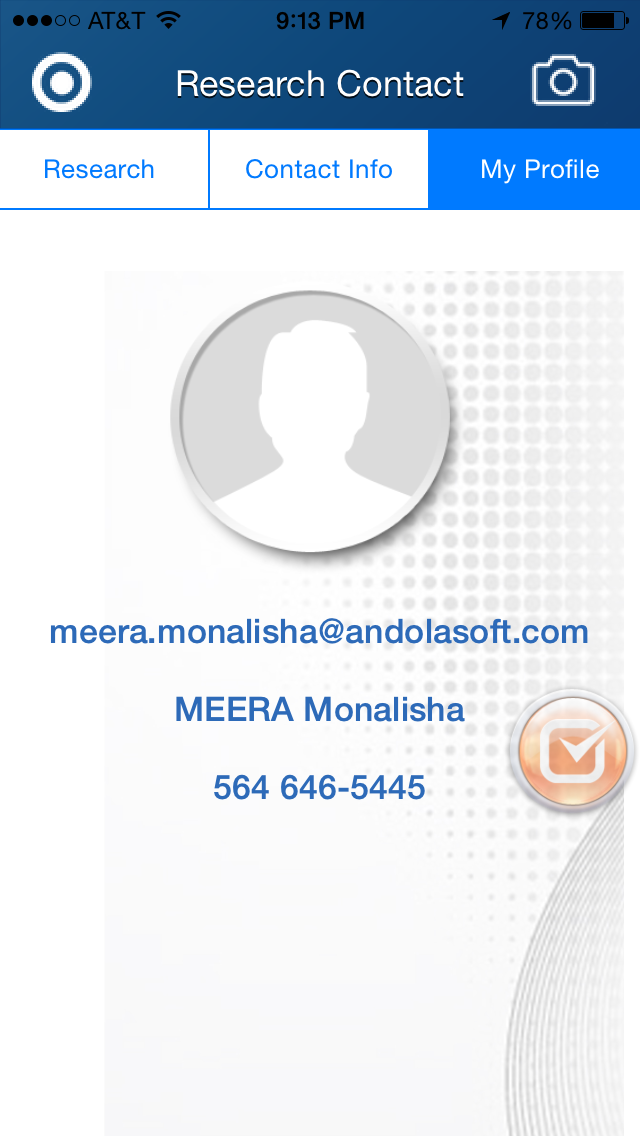 AT&T 9:13 PM 78%
Research Contact
Research Contact Info My Profile
meera.monalisha@andolasoft.com
MEERA Monalisha
564 646-5445